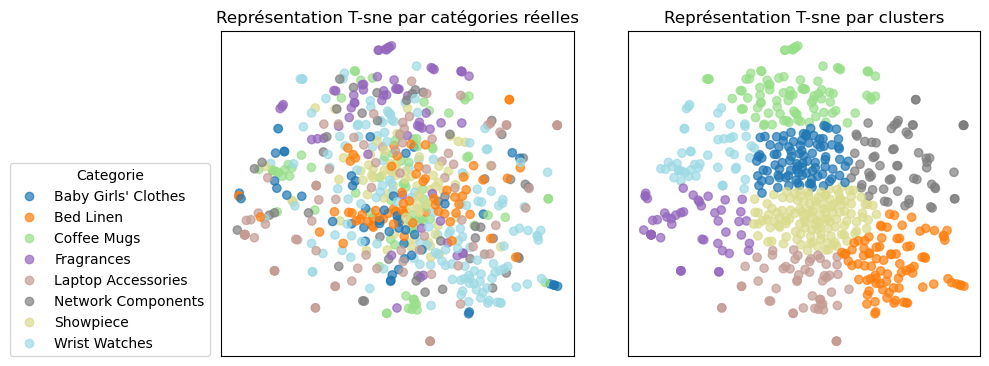 Représentation T-sne par catégories réelles
Représentation T-sne par clusters
Categorie
Baby Girls' Clothes
Bed Linen
Coffee Mugs
Fragrances
Laptop Accessories
Network Components
Showpiece
Wrist Watches